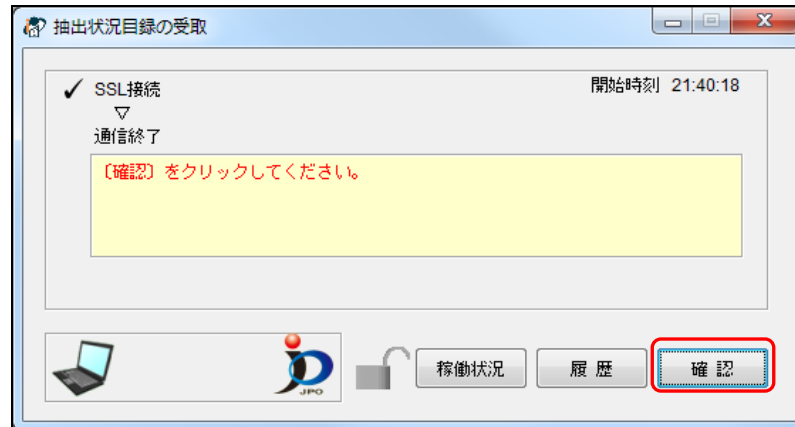 抽出状況目録の受取
SSL接続
開始時刻 21:40:18
▽
通信終了
〔確認〕をクリックしてください。
JPO
稼働状況
履 歴
確 認